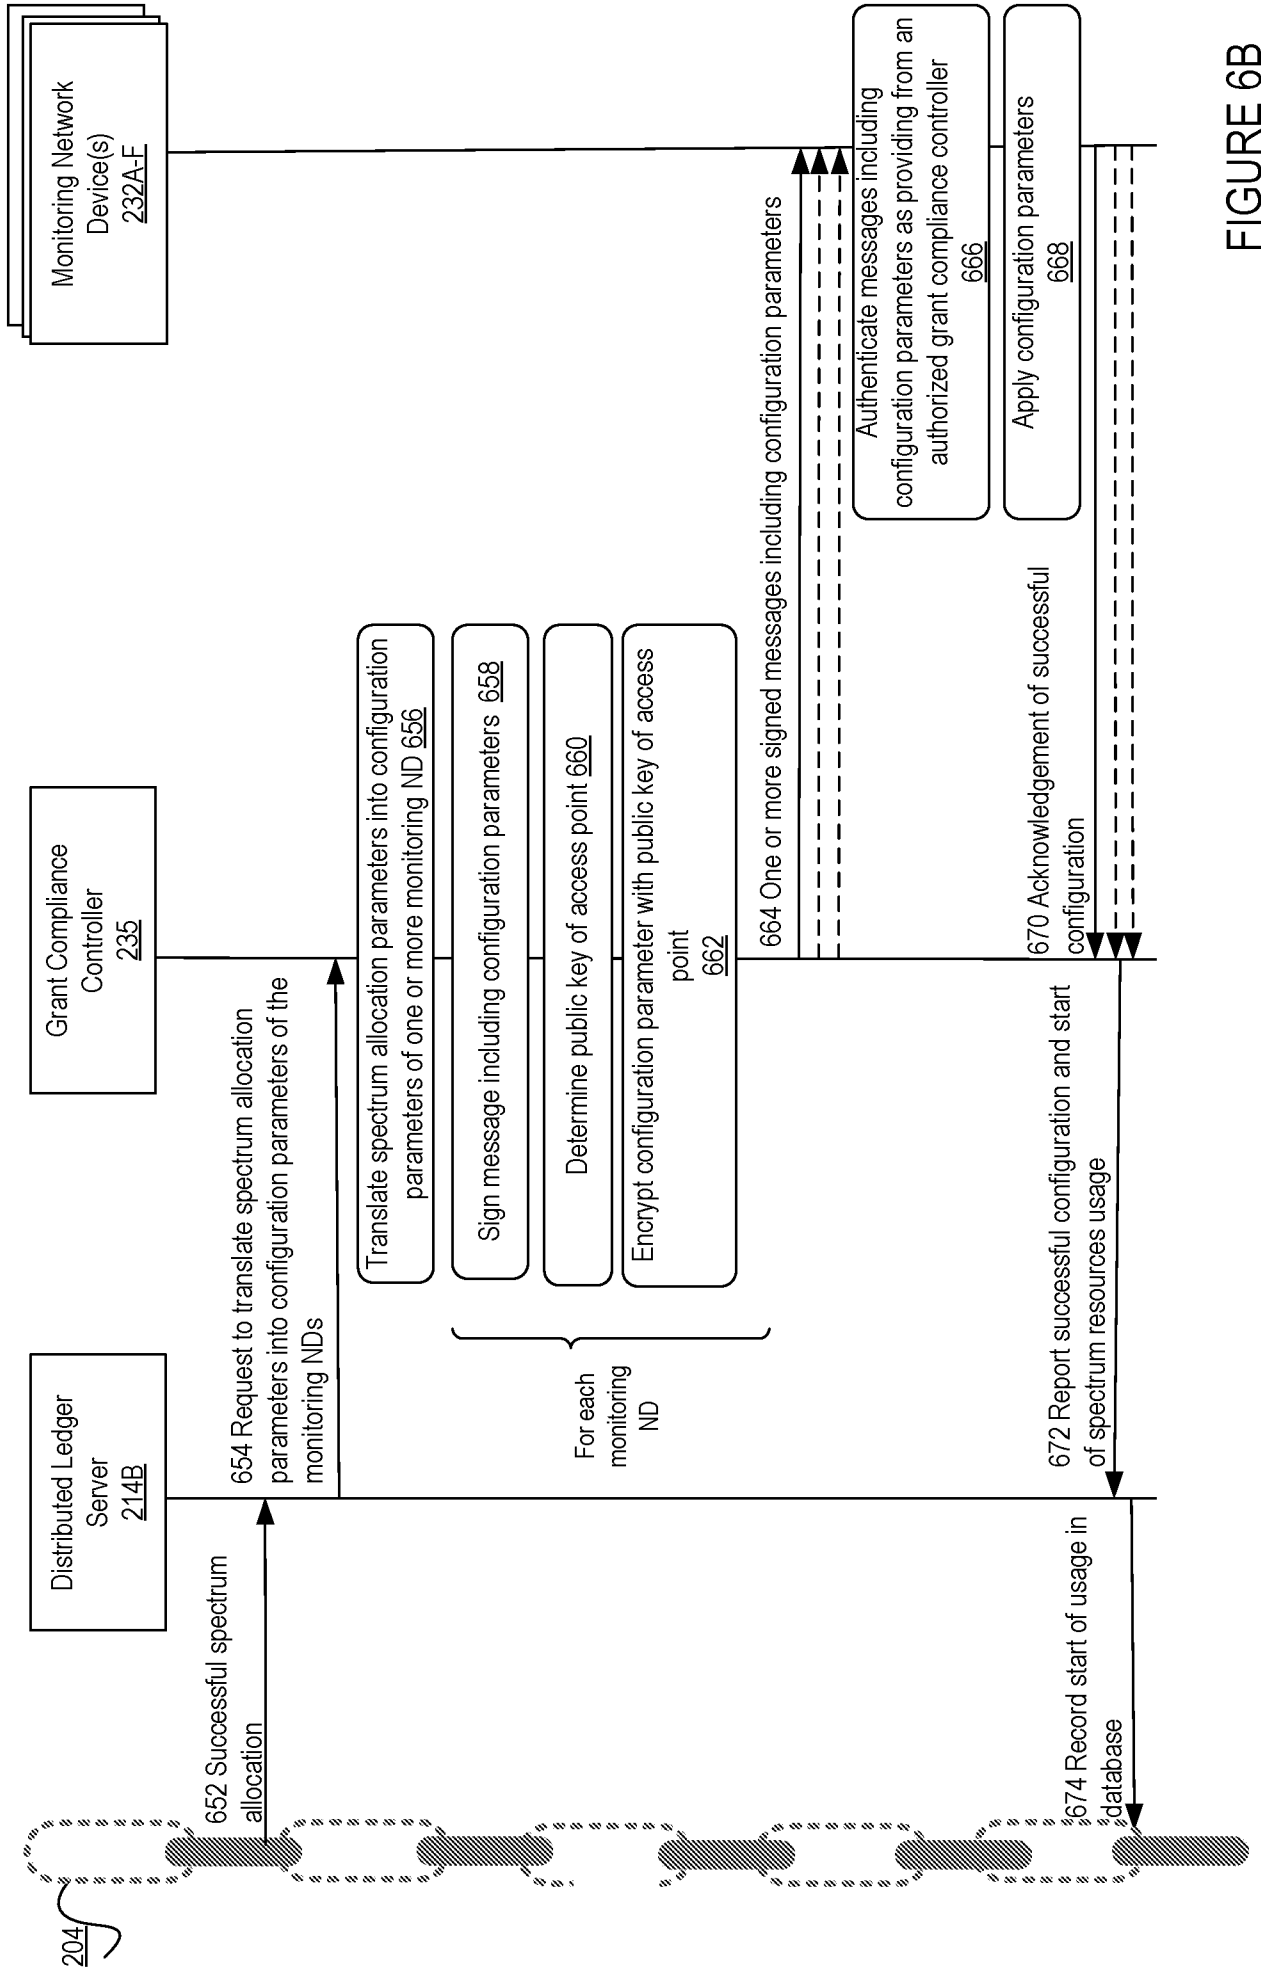 204
Distributed Ledger
Server
214B
Grant Compliance
Controller
235
Monitoring Network
Device(s)
232A-F
652 Successful spectrum
allocation
654 Request to translate spectrum allocation
parameters into configuration parameters of the
monitoring NDs
Translate spectrum allocation parameters into configuration
parameters of one or more monitoring ND 656
Sign message including configuration parameters 658
Determine public key of access point 660
Encrypt configuration parameter with public key of access
point
662
For each
monitoring
ND
664 One or more signed messages including configuration parameters
Authenticate messages including
configuration parameters as providing from an
authorized grant compliance controller
666
Apply configuration parameters
668
670 Acknowledgement of successful
configuration
672 Report successful configuration and start
of spectrum resources usage
674 Record start of usage in
database
FIGURE 6B